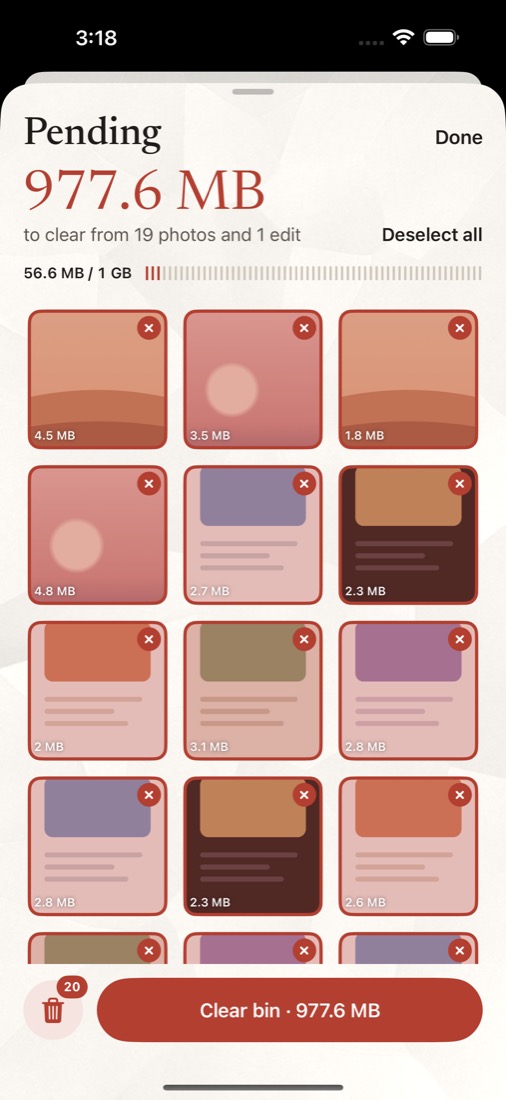 3:18
Pending
Done
977.6 MB
to clear from 19 photos and 1 edit
Deselect all
56.6 MB / 1 GB
4.5 MB
3.5 MB
1.8 MB
4.8 MB
2.7 MB
2.3 MB
2 MB
3.1 MB
2.8 MB
2.8 MB
2.3 MB
2.6 MB
20
Clear bin · 977.6 MB